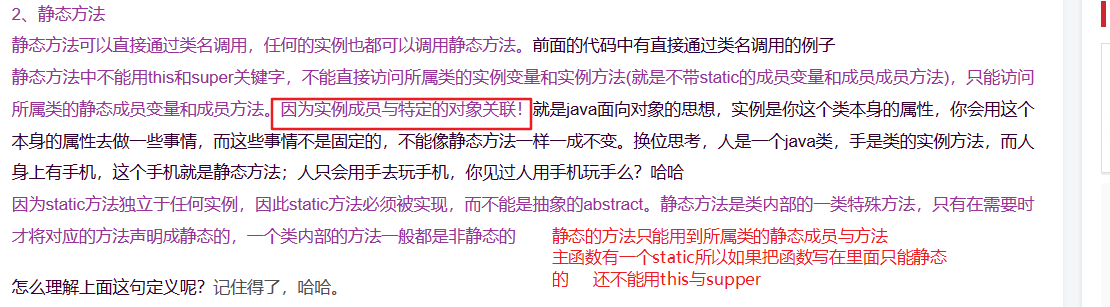 2、静态方法
静态方法可以直接通过类名调用，任何的实例也都可以调用静态方法。前面的代码中有直接通过类名调用的例子
静态方法中不能用this和super关键字，不能直接访问所属类的实例变量和实例方法(就是不带static的成员变量和成员成员方法)，只能访问
所属类的静态成员变量和成员方法。因为实例成员与特定的对象关联！就是java面向对象的思想，实例是你这个类本身的属性，你会用这个
本身的属性去做一些事情，而这些事情不是固定的，不能像静态方法一样一成不变。换位思考，人是一个java类，手是类的实例方法，而人
身上有手机，这个手机就是静态方法；人只会用手去玩手机，你见过人用手机玩手么？哈哈
因为static方法独立于任何实例，因此static方法必须被实现，而不能是抽象的abstract。静态方法是类内部的一类特殊方法，只有在需要时
才将对应的方法声明成静态的，一个类内部的方法一般都是非静态的
静态的方法只能用到所属类的静态成员与方法
主函数有一个static所以如果把函数写在里面只能静态
的 还不能用this与supper
怎么理解上面这句定义呢？记住得了，哈哈。